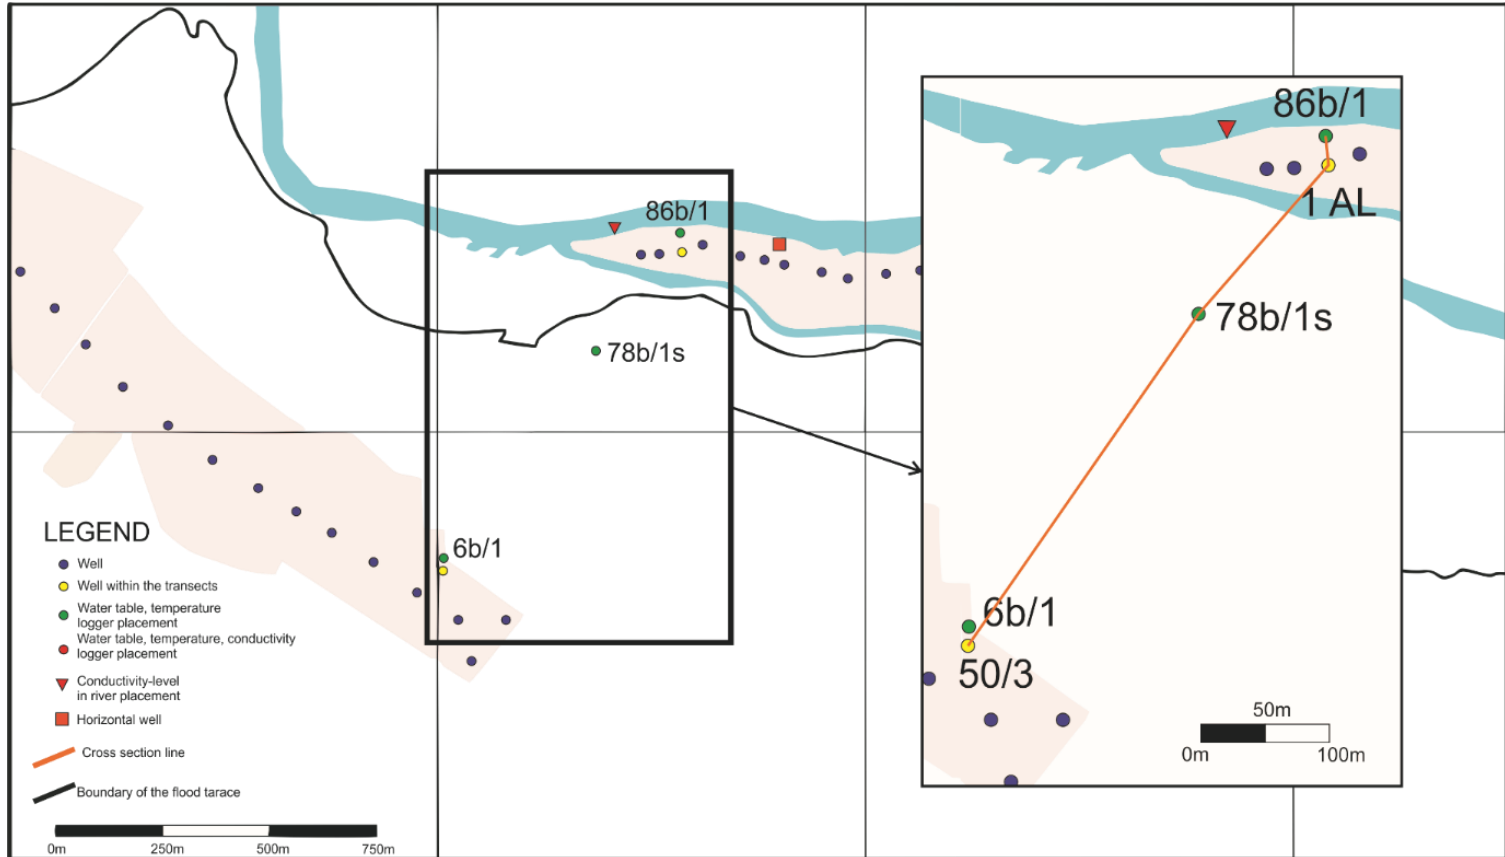 86b/1
78b/1s
6b/1
LEGEND
Well
Well within the transects
Water table, temperature
logger placement
Water table, temperature, conductivity
logger placement
Conductivity-level
in river placement
Horizontal well
Cross section line
Boundary of the flood tarace
0m 250m 500m 750m
86b/1
1 AL
78b/1s
6b/1
50/3
50m
0m 100m